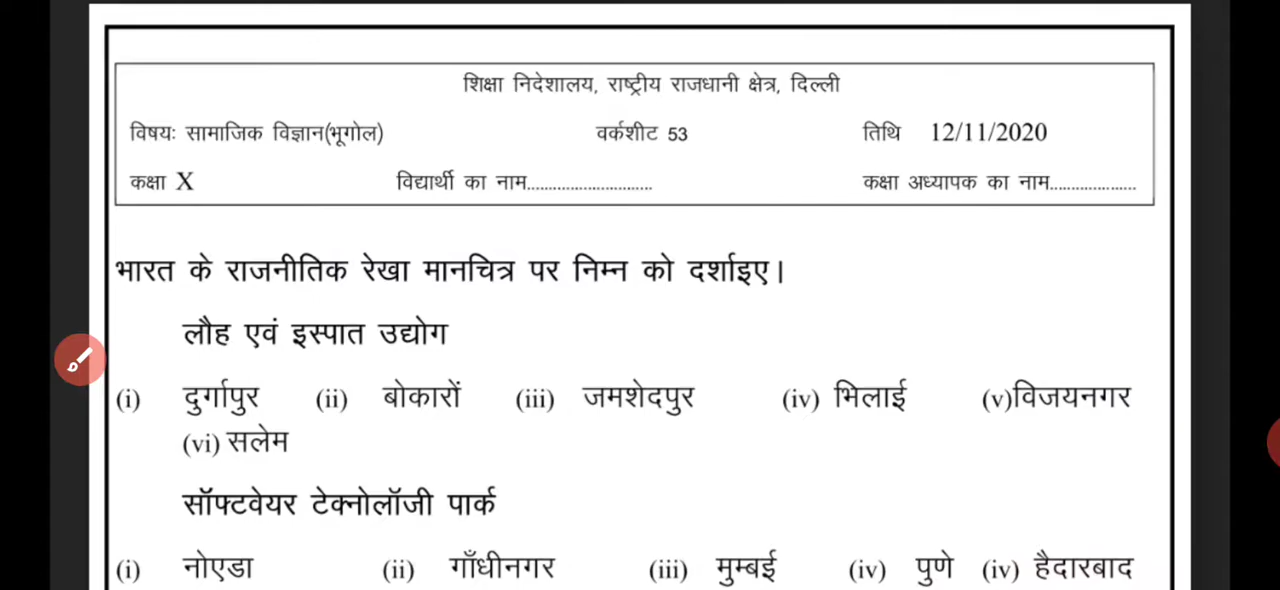 शिक्षा निदेशालय, राष्ट्रीय राजधानी क्षेत्र, दिल्ली
विषयः सामाजिक विज्ञान(भूगोल) वर्कशीट 53 तिथि 12/11/2020
कक्षा X विद्यार्थी का नाम.............................. कक्षा अध्यापक का नाम.....................
भारत के राजनीतिक रेखा मानचित्र पर निम्न को दर्शाइए।
लौह एवं इस्पात उद्योग
(i) दुर्गापुर (ii) बोकारों (iii) जमशेदपुर (iv) भिलाई (v)विजयनगर
(vi) सलेम
सॉफ्टवेयर टेक्नोलॉजी पार्क
(i) नोएडा (ii) गाँधीनगर (iii) मुम्बई (iv) पुणे (iv) हैदारबाद